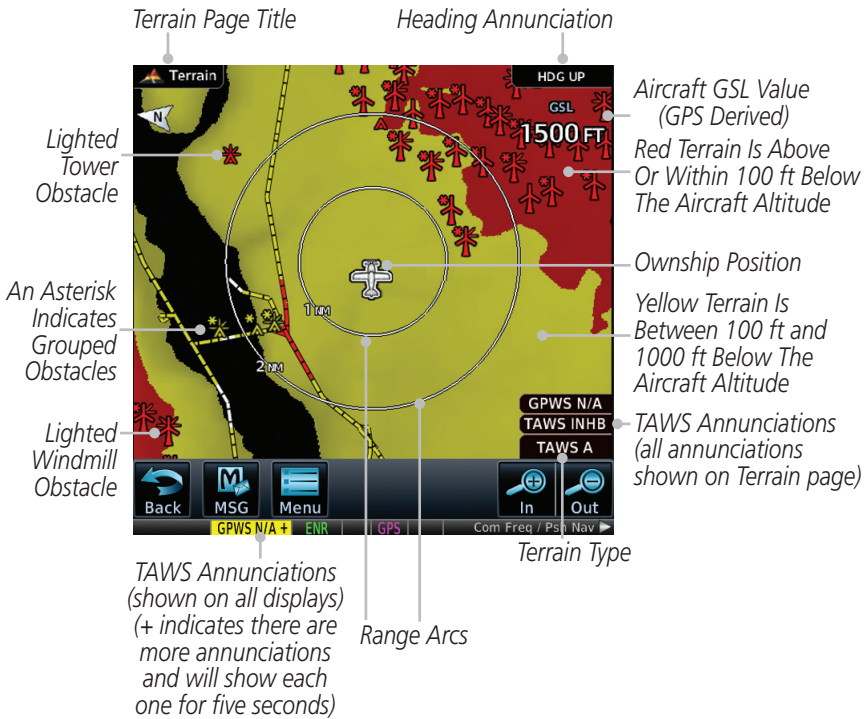 Terrain Page Title
Heading Annunciation
Terrain
HDG UP
N
GSL
1500 FT
Aircraft GSL Value
(GPS Derived)
Lighted
Tower
Obstacle
Red Terrain Is Above
Or Within 100 ft Below
The Aircraft Altitude
Ownship Position
An Asterisk
Indicates
Grouped
Obstacles
1 NM
2 NM
Yellow Terrain Is
Between 100 ft and
1000 ft Below The
Aircraft Altitude
Lighted
Windmill
Obstacle
GPWS N/A
TAWS INHB
TAWS A
TAWS Annunciations
(all annunciations
shown on Terrain page)
Back
MSG
Menu
In
Out
GPWS N/A +
ENR
GPS
Com Freq / Psh Nav
Terrain Type
TAWS Annunciations
(shown on all displays)
(+ indicates there are
more annunciations
and will show each
one for five seconds)
Range Arcs